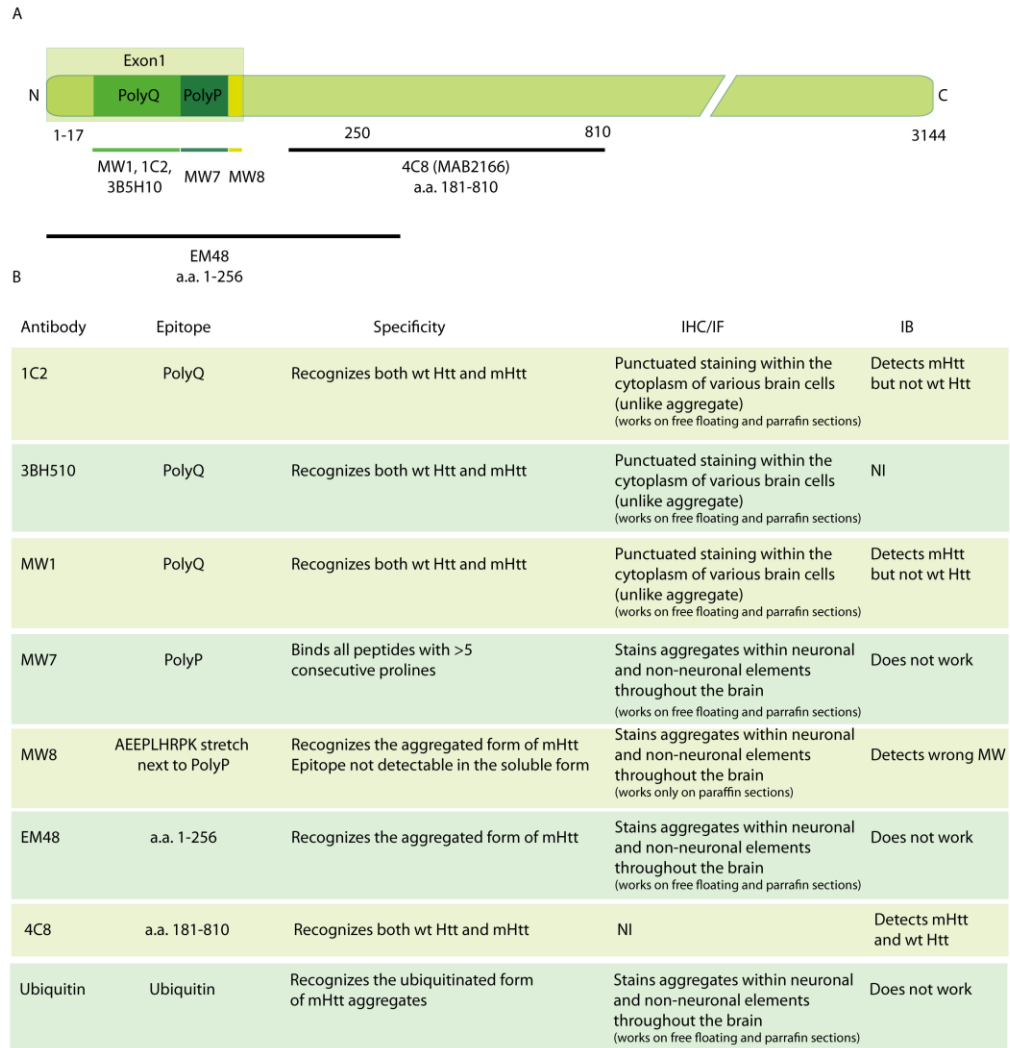 A
Exon1
N
PolyQ
PolyP
C
1-17
250
810
3144
MW1, 1C2,
3B5H10
MW7
MW8
4C8 (MAB2166)
a.a. 181-810
EM48
a.a. 1-256
B
Antibody Epitope Specificity IHC/IF IB
1C2 PolyQ Recognizes both wt Htt and mHtt
Punctuated staining within the
cytoplasm of various brain cells
(unlike aggregate)
(works on free floating and parrafin sections)
Detects mHtt
but not wt Htt
3BH510 PolyQ Recognizes both wt Htt and mHtt
Punctuated staining within the
cytoplasm of various brain cells
(unlike aggregate)
(works on free floating and parrafin sections)
NI
MW1 PolyQ Recognizes both wt Htt and mHtt
Punctuated staining within the
cytoplasm of various brain cells
(unlike aggregate)
(works on free floating and parrafin sections)
Detects mHtt
but not wt Htt
MW7 PolyP
Binds all peptides with >5
consecutive prolines
Stains aggregates within neuronal
and non-neuronal elements
throughout the brain
(works on free floating and parrafin sections)
Does not work
MW8
AEEPLHRPK stretch
next to PolyP
Recognizes the aggregated form of mHtt
Epitope not detectable in the soluble form
Stains aggregates within neuronal
and non-neuronal elements
throughout the brain
(works only on paraffin sections)
Detects wrong MW
EM48 a.a. 1-256 Recognizes the aggregated form of mHtt
Stains aggregates within neuronal
and non-neuronal elements
throughout the brain
(works on free floating and parrafin sections)
Does not work
4C8 a.a. 181-810 Recognizes both wt Htt and mHtt NI
Detects mHtt
and wt Htt
Ubiquitin Ubiquitin
Recognizes the ubiquitinated form
of mHtt aggregates
Stains aggregates within neuronal
and non-neuronal elements
throughout the brain
(works on free floating and parrafin sections)
Does not work